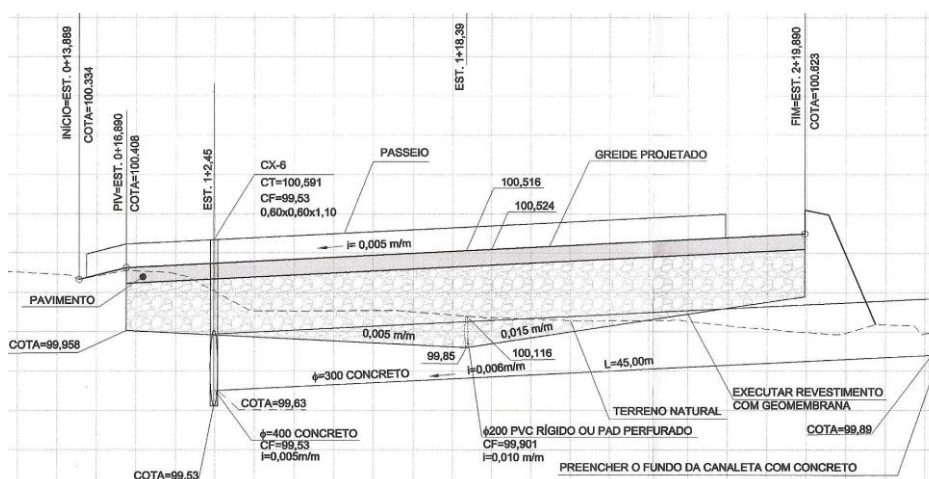 INÍCIO=EST. 0+13,889
COTA=100.334
PIV=EST. 0+16,890
COTA=100.408
EST. 1+2,45
EST. 1+18,39
FIM=EST. 2+19,890
COTA=100.623
CX-6
CT=100,591
CF=99,53
0,60x0,60x1,10
PASSEIO
GREIDE PROJETADO
100,516
100,524
i= 0,005 m/m
PAVIMENTO
COTA=99,958
0,005 m/m
0,015 m/m
99,85
100,116
i=0,006m/m
L=45,00m
ϕ=300 CONCRETO
COTA=99,63
TERRENO NATURAL
EXECUTAR REVESTIMENTO
COM GEOMEMBRANA
COTA=99,89
ϕ=400 CONCRETO
CF=99,53
i=0,005m/m
ϕ200 PVC RÍGIDO OU PAD PERFURADO
CF=99,901
i=0,010 m/m
COTA=99,53
PREENCHER O FUNDO DA CANALETA COM CONCRETO